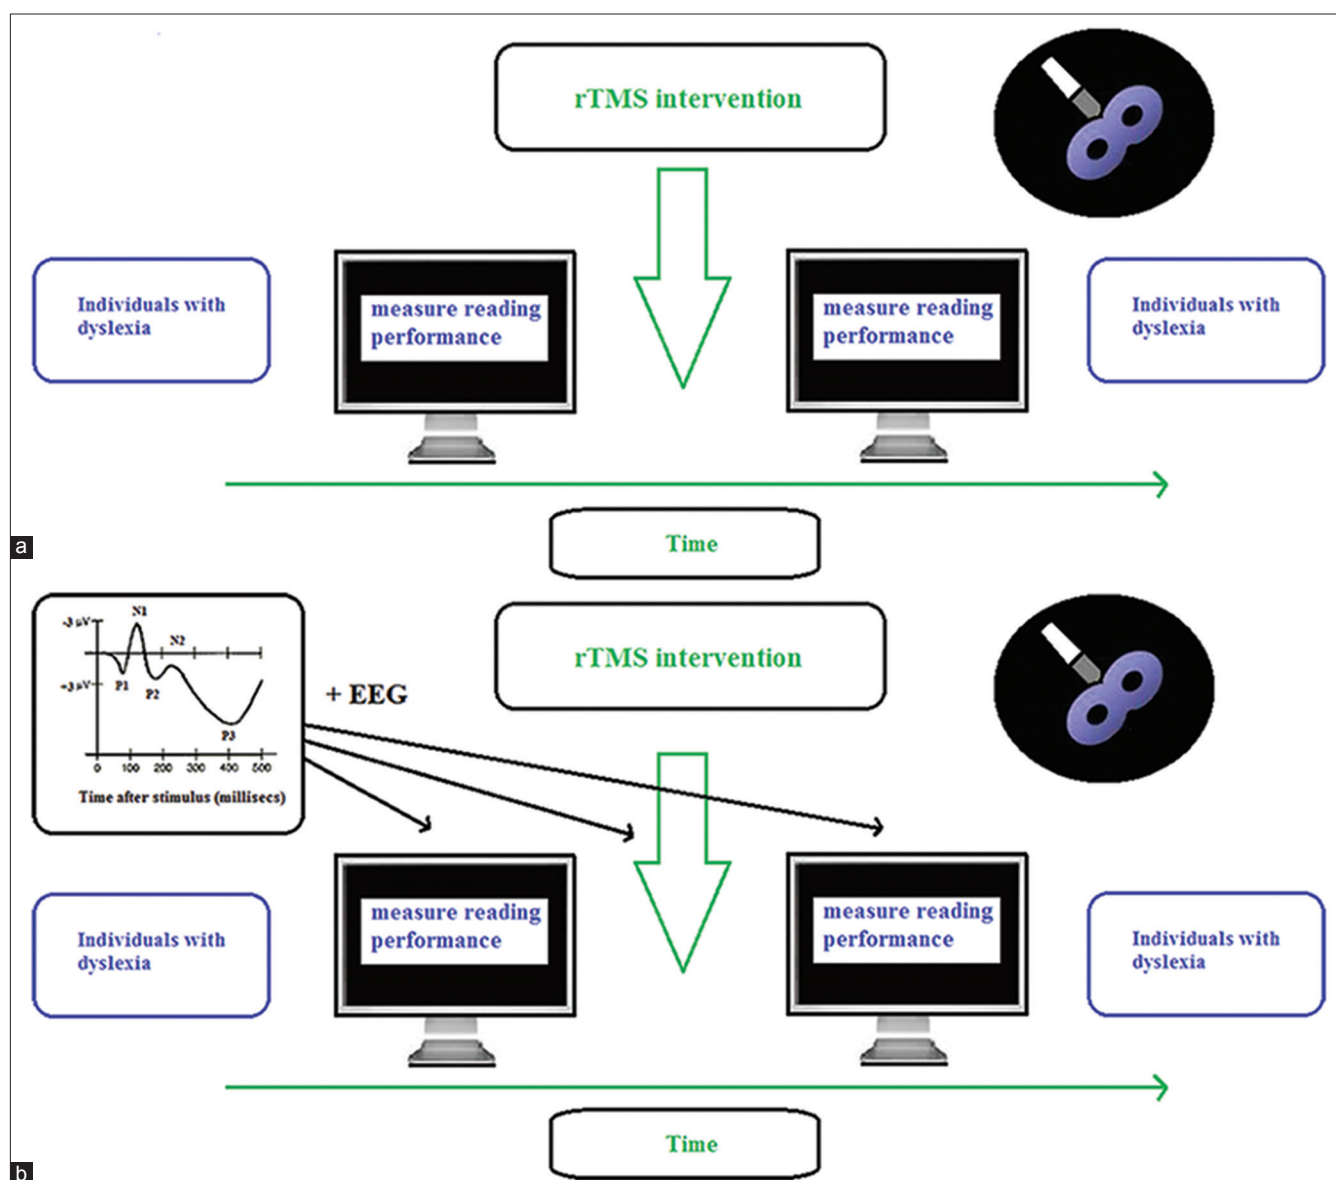 rTMS intervention
Individuals with
dyslexia
measure reading
performance
measure reading
performance
Individuals with
dyslexia
Time
a
-3 μV
+3 μV
N1
N2
P1
P2
P3
0 100 200 300 400 500
Time after stimulus (millisecs)
+ EEG
rTMS intervention
Individuals with
dyslexia
measure reading
performance
measure reading
performance
Individuals with
dyslexia
Time
b